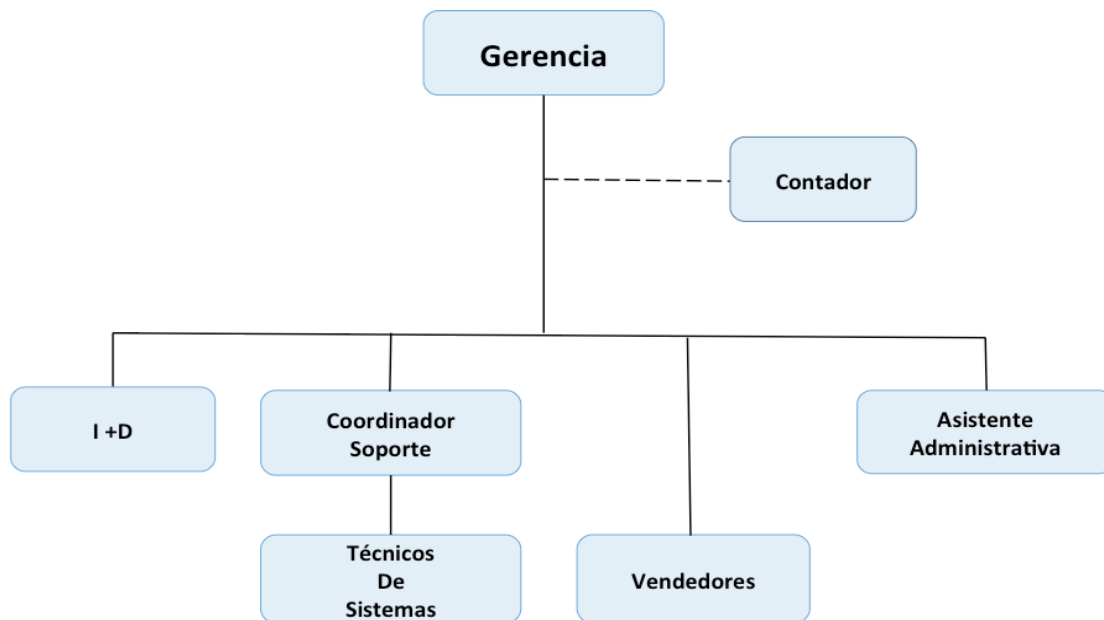 Gerencia
Contador
I +D
Coordinador
Soporte
Asistente
Administrativa
Técnicos
De
Sistemas
Vendedores